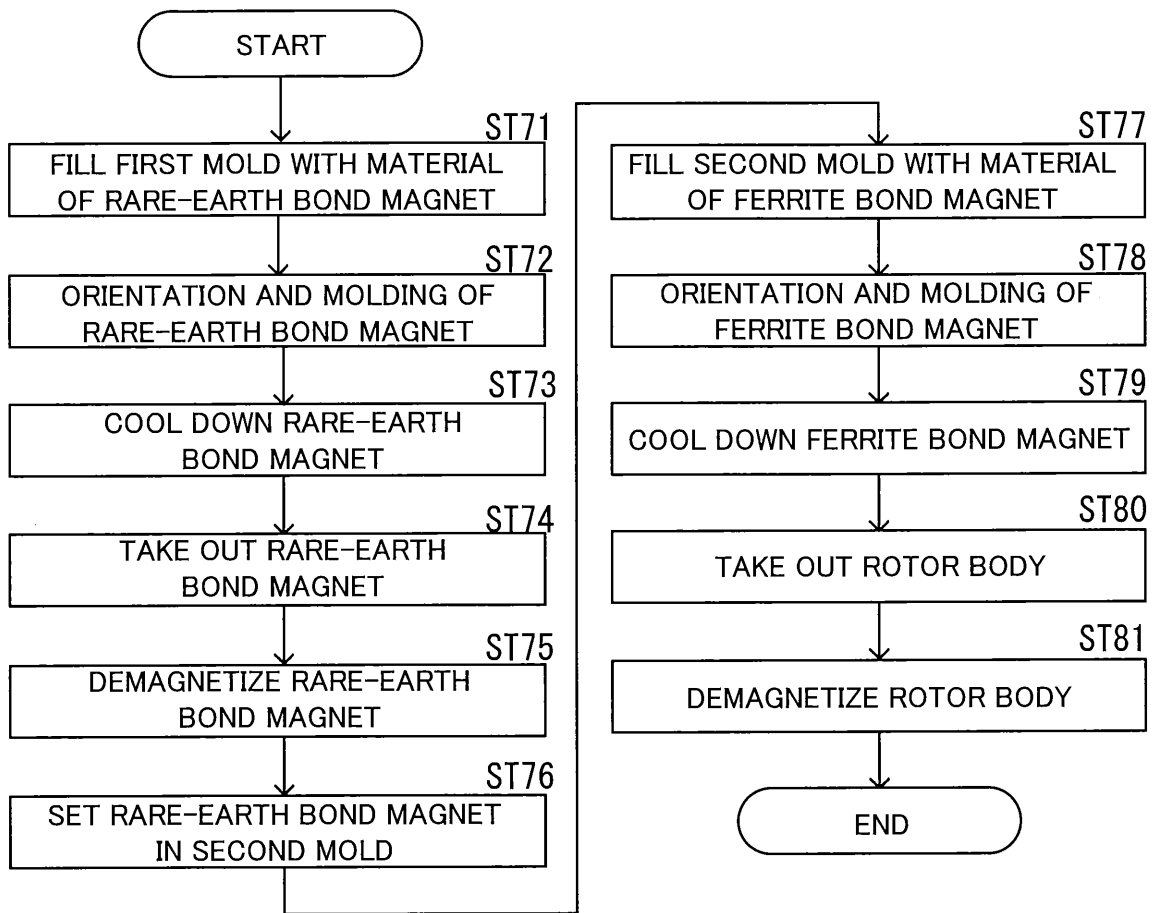 START
ST71
FILL FIRST MOLD WITH MATERIAL
OF RARE-EARTH BOND MAGNET
ST72
ORIENTATION AND MOLDING OF
RARE-EARTH BOND MAGNET
ST73
COOL DOWN RARE-EARTH
BOND MAGNET
ST74
TAKE OUT RARE-EARTH
BOND MAGNET
ST75
DEMAGNETIZE RARE-EARTH
BOND MAGNET
ST76
SET RARE-EARTH BOND MAGNET
IN SECOND MOLD
ST77
FILL SECOND MOLD WITH MATERIAL
OF FERRITE BOND MAGNET
ST78
ORIENTATION AND MOLDING OF
FERRITE BOND MAGNET
ST79
COOL DOWN FERRITE BOND MAGNET
ST80
TAKE OUT ROTOR BODY
ST81
DEMAGNETIZE ROTOR BODY
END